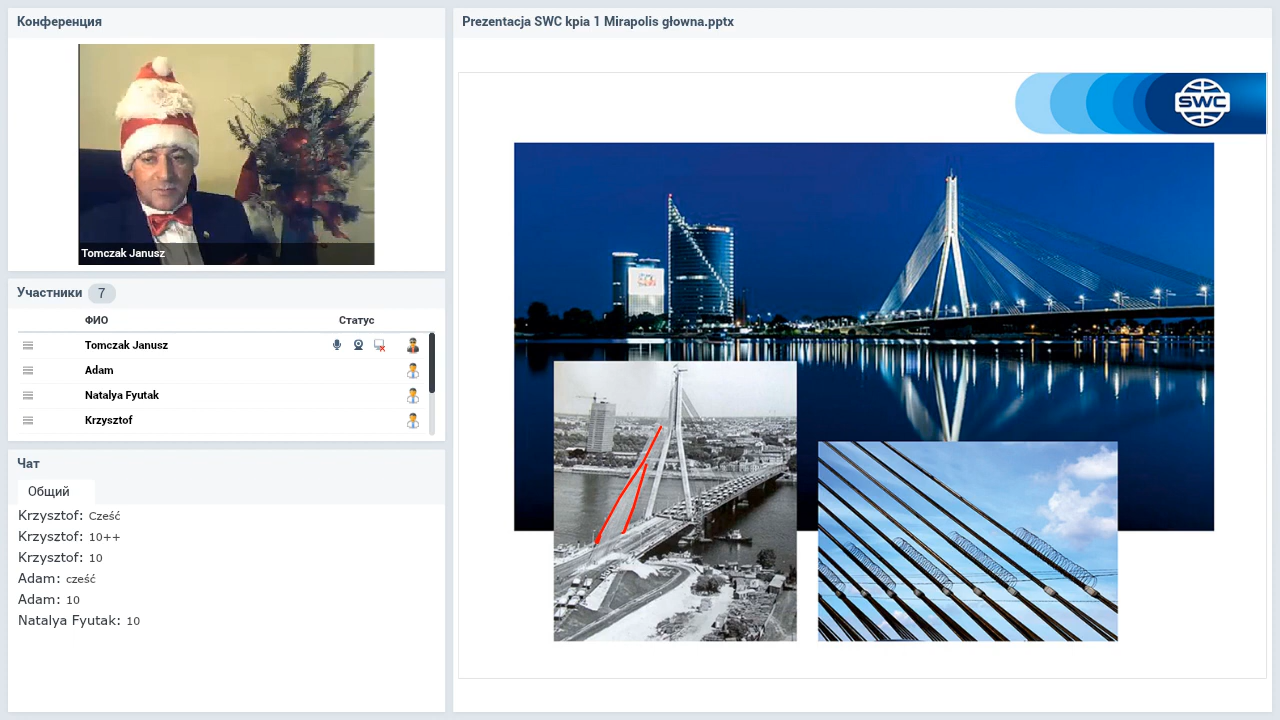 Конференция
Tomczak Janusz
Участники 7
ФИО Статус
Tomczak Janusz
Adam
Natalya Fyutak
Krzysztof
Чат
Общий
Krzysztof: Cześć
Krzysztof: 10++
Krzysztof: 10
Adam: cześć
Adam: 10
Natalya Fyutak: 10
Prezentacja SWC kpia 1 Mirapolis głowna.pptx
SWC